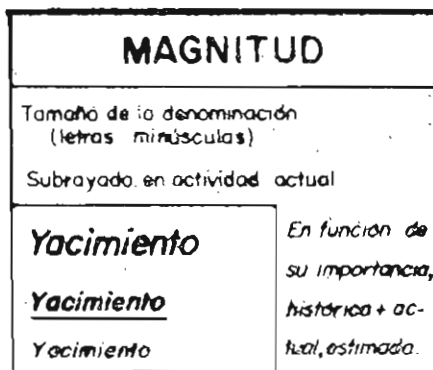 MAGNITUD
Tamaño de la denominación
(letras minúsculas)
Subrayado en actividad actual
Yacimiento
Yacimiento
Yacimiento
En función de
su importancia,
histórica + ac-
tual, estimada.